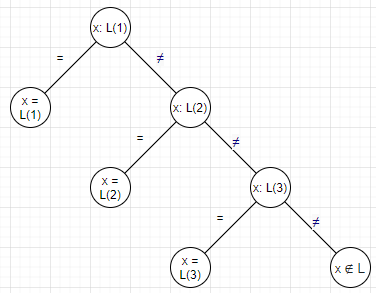 x: L(1)
=
≠
x =
L(1)
x: L(2)
=
≠
x =
L(2)
x: L(3)
=
≠
x =
L(3)
x ∉ L